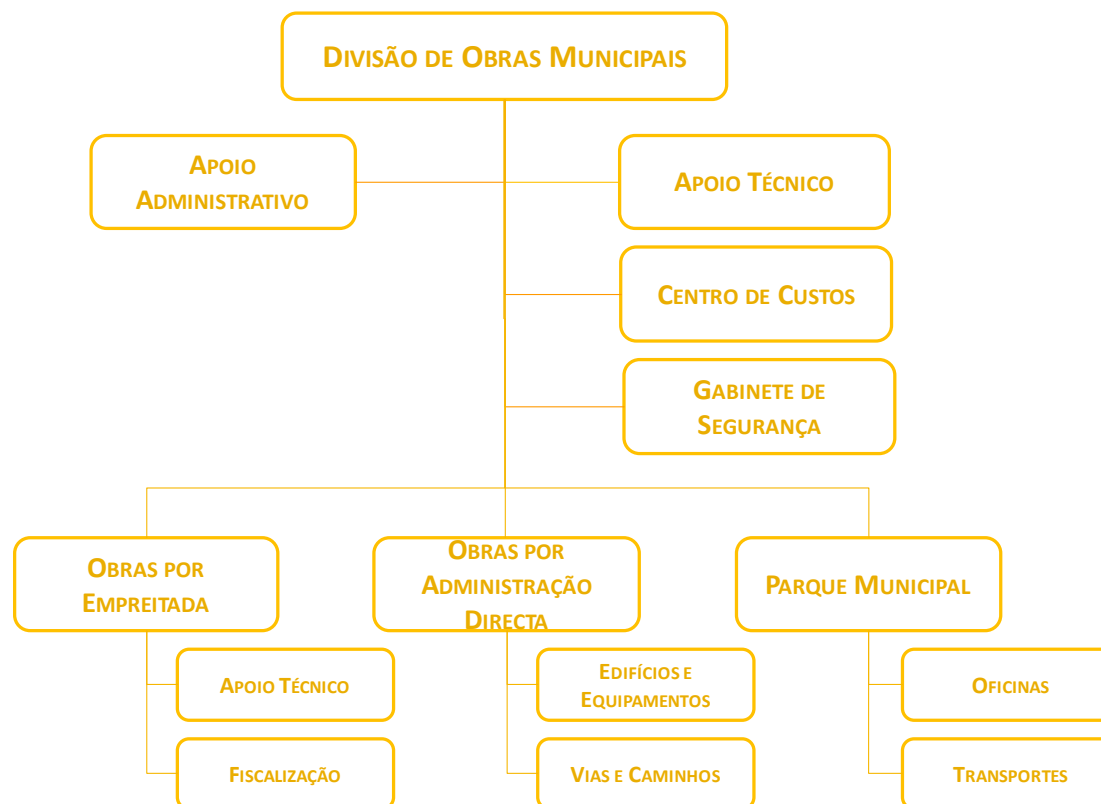 DIVISÃO DE OBRAS MUNICIPAIS
APOIO
ADMINISTRATIVO
APOIO TÉCNICO
CENTRO DE CUSTOS
GABINETE DE
SEGURANÇA
OBRAS POR
EMPREITADA
OBRAS POR
ADMINISTRAÇÃO
DIRECTA
PARQUE MUNICIPAL
APOIO TÉCNICO
EDIFÍCIOS E
EQUIPAMENTOS
OFICINAS
FISCALIZAÇÃO
VIAS E CAMINHOS
TRANSPORTES